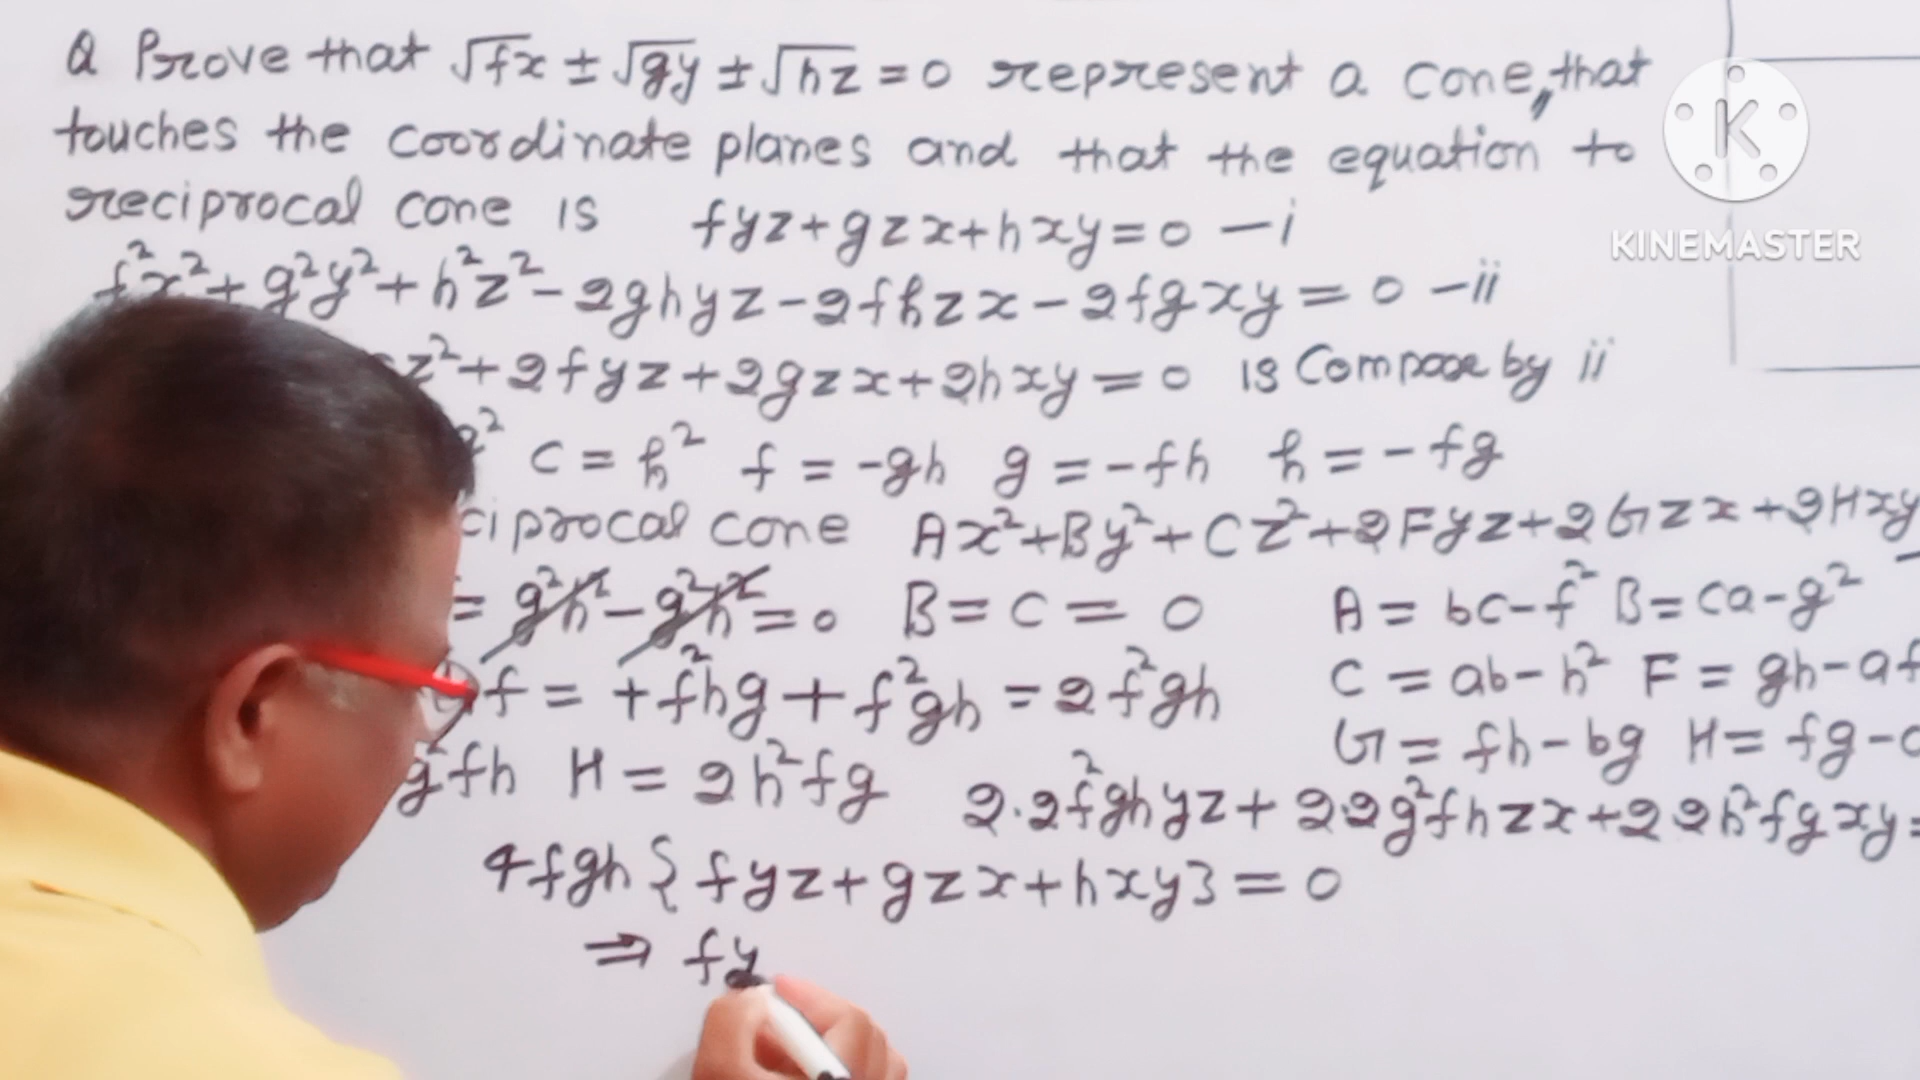 Q Prove that √fx ± √gy ± √hz = 0 represent a cone, that
touches the coordinate planes and that the equation to
reciprocal cone is fyz + gzx + hxy = 0 — i
f²x² + g²y² + h²z² - 2ghyz - 2fhzx - 2fgxy = 0 — ii
z² + 2fyz + 2gzx + 2hxy = 0 is Compose by ii
g² c = h² f = -gh g = -fh h = -fg
ciprocal cone Ax² + By² + Cz² + 2Fyz + 2Gzx + 2Hxy
= g²h² - g²h² = 0 B = C = 0 A = bc - f² B = ca - g²
f = + f²hg + f²gh = 2f²gh C = ab - h² F = gh - af
g²fh H = 2h²fg G = fh - bg H = fg - c
2.2f²ghyz + 2.2g²fhzx + 2 2h²fgxy =
4fgh { fyz + gzx + hxy } = 0
⇒ fy
KINEMASTER